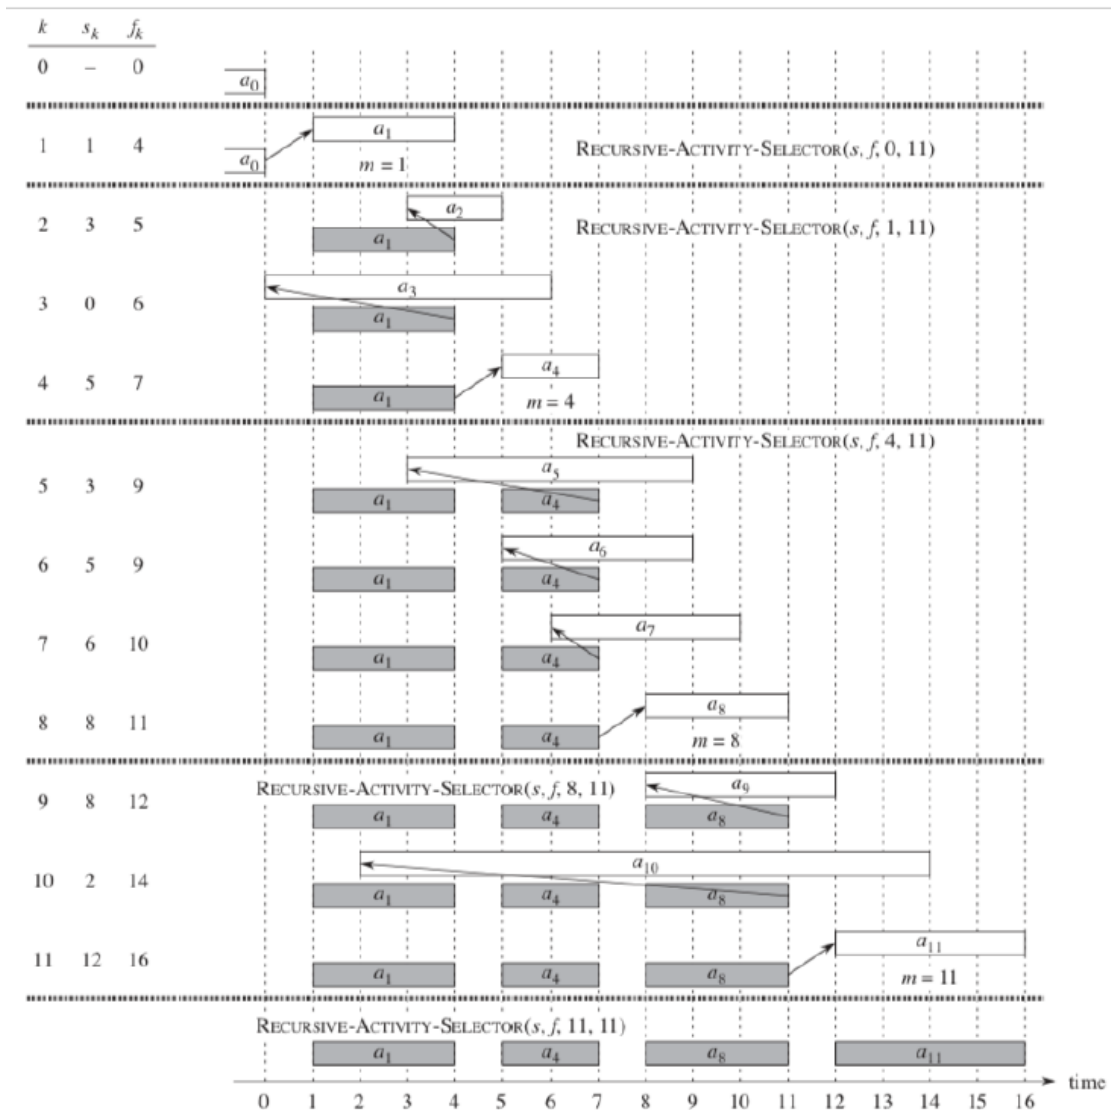 k s_k f_k
0 – 0
a_0
1 1 4
a_1
a_0
m = 1
RECURSIVE-ACTIVITY-SELECTOR(s, f, 0, 11)
2 3 5
a_2
a_1
RECURSIVE-ACTIVITY-SELECTOR(s, f, 1, 11)
3 0 6
a_3
a_1
4 5 7
a_4
a_1
m = 4
RECURSIVE-ACTIVITY-SELECTOR(s, f, 4, 11)
5 3 9
a_5
a_1 a_4
6 5 9
a_6
a_1 a_4
7 6 10
a_7
a_1 a_4
8 8 11
a_8
a_1 a_4
m = 8
RECURSIVE-ACTIVITY-SELECTOR(s, f, 8, 11)
9 8 12
a_9
a_1 a_4 a_8
10 2 14
a_10
a_1 a_4 a_8
11 12 16
a_11
a_1 a_4 a_8
m = 11
RECURSIVE-ACTIVITY-SELECTOR(s, f, 11, 11)
a_1 a_4 a_8 a_11
time
0 1 2 3 4 5 6 7 8 9 10 11 12 13 14 15 16